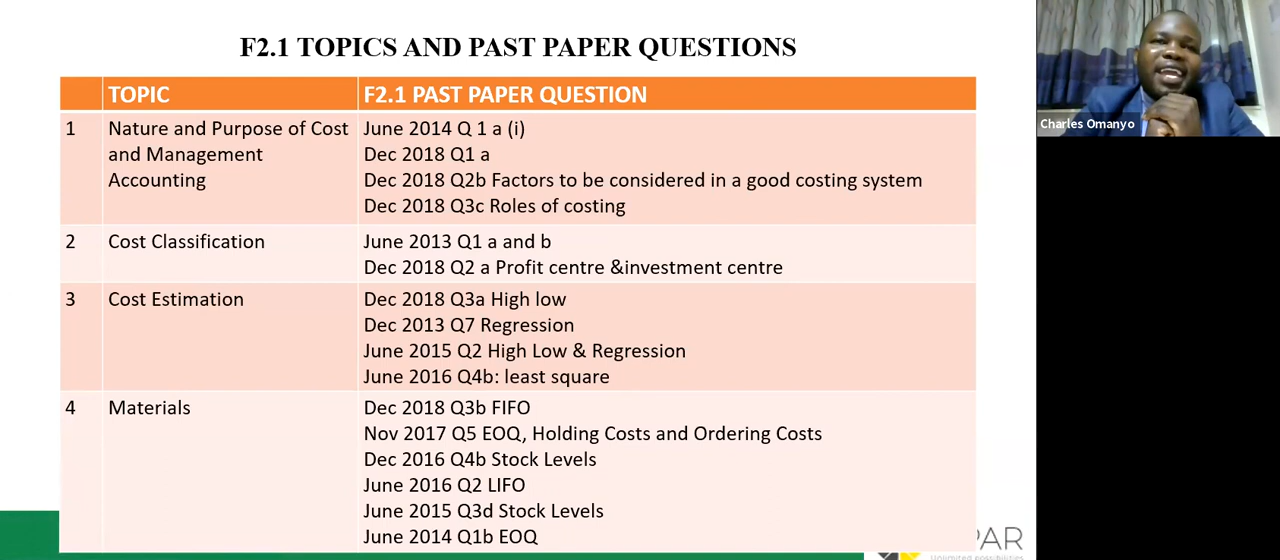 F2.1 TOPICS AND PAST PAPER QUESTIONS
TOPIC
F2.1 PAST PAPER QUESTION
1
Nature and Purpose of Cost
and Management
Accounting
June 2014 Q 1 a (i)
Dec 2018 Q1 a
Dec 2018 Q2b Factors to be considered in a good costing system
Dec 2018 Q3c Roles of costing
2
Cost Classification
June 2013 Q1 a and b
Dec 2018 Q2 a Profit centre &investment centre
3
Cost Estimation
Dec 2018 Q3a High low
Dec 2013 Q7 Regression
June 2015 Q2 High Low & Regression
June 2016 Q4b: least square
4
Materials
Dec 2018 Q3b FIFO
Nov 2017 Q5 EOQ, Holding Costs and Ordering Costs
Dec 2016 Q4b Stock Levels
June 2016 Q2 LIFO
June 2015 Q3d Stock Levels
June 2014 Q1b EOQ
PAR
Unlimited possibilities
Charles Omanyo